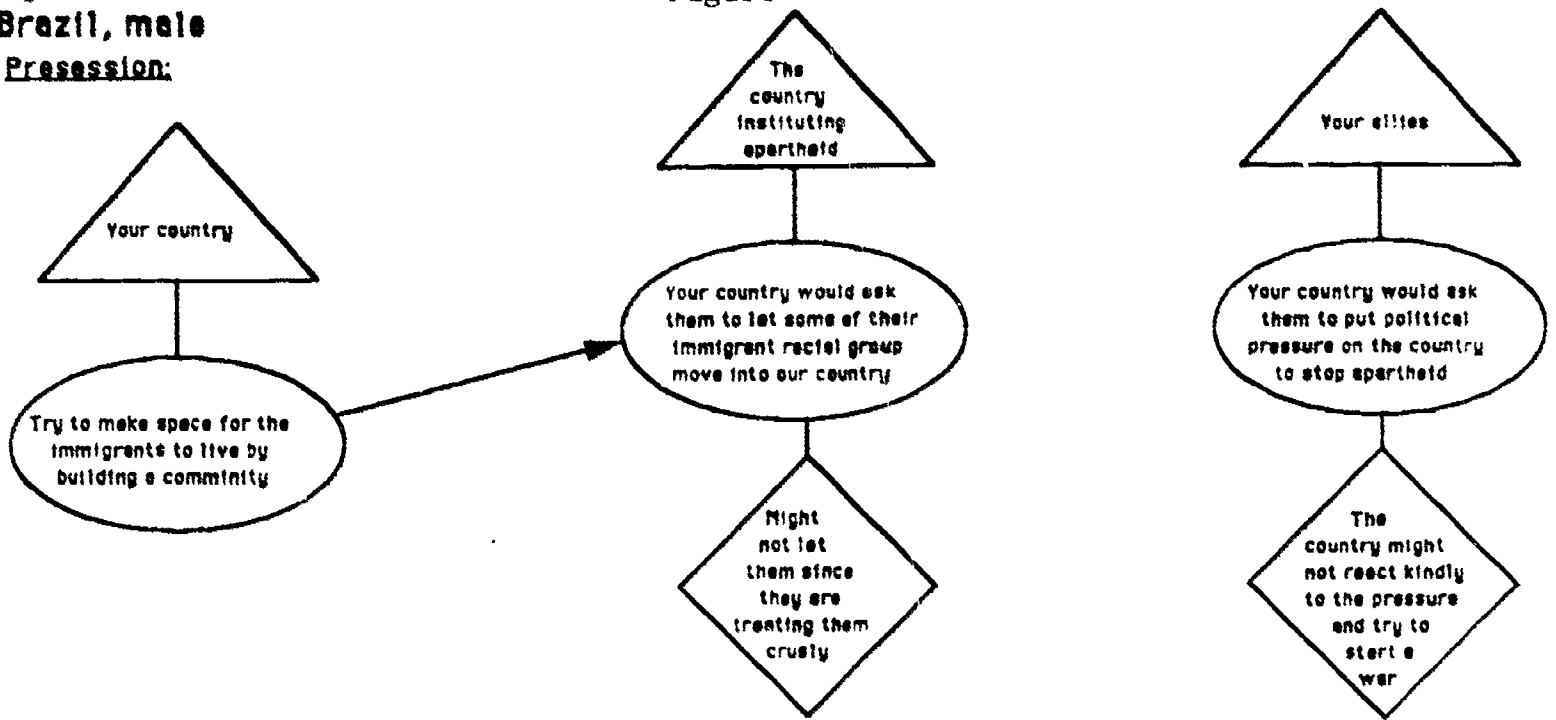 Figure
Brazil, male
Presession:
Your country
Try to make space for the
immigrants to live by
building a comminity
The
country
instituting
apartheid
Your country would ask
them to let some of their
immigrant racial group
move into our country
Might
not let
them since
they are
treating them
cruely
Your allies
Your country would ask
them to put political
pressure on the country
to stop apartheid
The
country might
not react kindly
to the pressure
and try to
start a
war